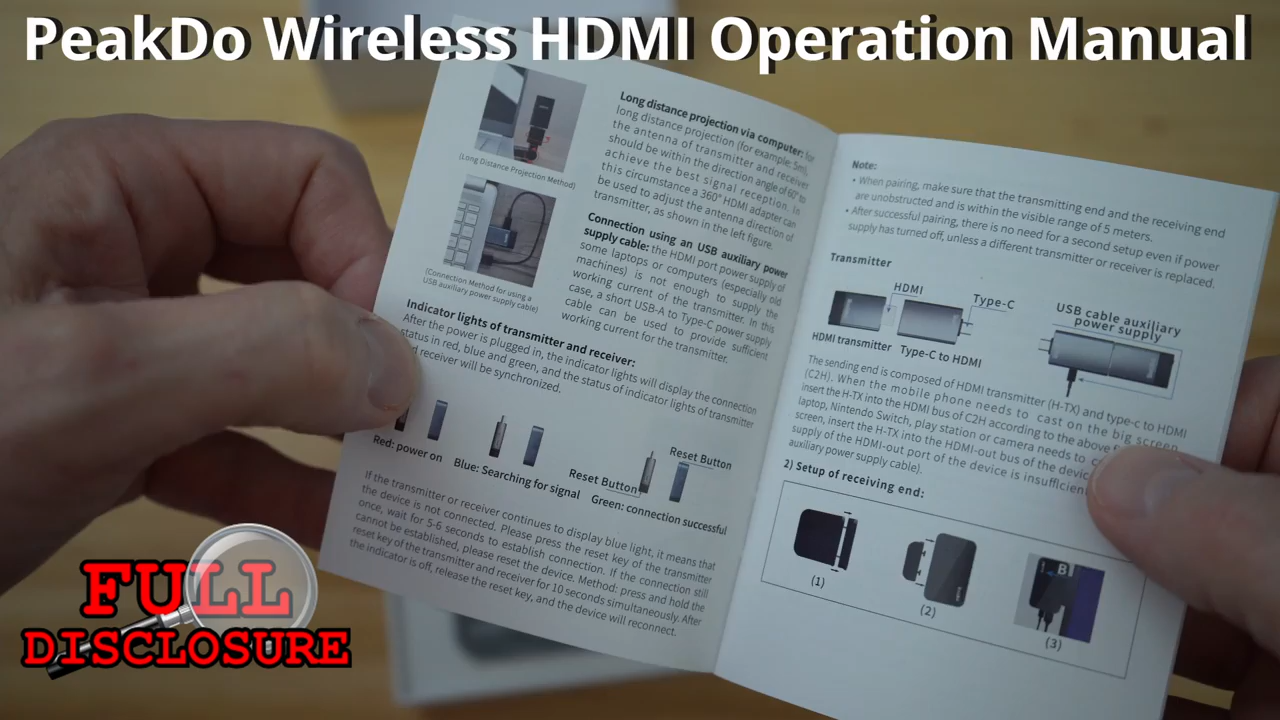 PeakDo Wireless HDMI Operation Manual
Long distance projection via computer: for
long distance projection (for example: 5m),
the antenna of transmitter and receiver
should be within the direction angle of 60° to
achieve the best signal reception. In
this circumstance a 360° HDMI adapter can
be used to adjust the antenna direction of
transmitter, as shown in the left figure.
(Long Distance Projection Method)
Connection using an USB auxiliary power
supply cable: the HDMI port power supply of
some laptops or computers (especially old
machines) is not enough to supply the
working current of the transmitter. In this
case, a short USB-A to Type-C power supply
cable can be used to provide sufficient
working current for the transmitter.
(Connection Method for using a
USB auxiliary power supply cable)
Indicator lights of transmitter and receiver:
After the power is plugged in, the indicator lights will display the connection
status in red, blue and green, and the status of indicator lights of transmitter
receiver will be synchronized.
Red: power on
Blue: Searching for signal
Reset Button
Reset Button
Green: connection successful
If the transmitter or receiver continues to display blue light, it means that
the device is not connected. Please press the reset key of the transmitter
once, wait for 5-6 seconds to establish connection. If the connection still
cannot be established, please reset the device. Method: press and hold the
reset key of the transmitter and receiver for 10 seconds simultaneously. After
the indicator is off, release the reset key, and the device will reconnect.
Note:
• When pairing, make sure that the transmitting end and the receiving end
are unobstructed and is within the visible range of 5 meters.
• After successful pairing, there is no need for a second setup even if power
supply has turned off, unless a different transmitter or receiver is replaced.
Transmitter
HDMI
Type-C
USB cable auxiliary
power supply
HDMI transmitter
Type-C to HDMI
The sending end is composed of HDMI transmitter (H-TX) and type-c to HDMI
(C2H). When the mobile phone needs to cast on the big screen,
insert the H-TX into the HDMI bus of C2H according to the above
laptop, Nintendo Switch, play station or camera needs to
screen, insert the H-TX into the HDMI-out bus of the
supply of the HDMI-out port of the device is insufficient
auxiliary power supply cable).
2) Setup of receiving end:
(1)
(2)
B
(3)
FULL
DISCLOSURE